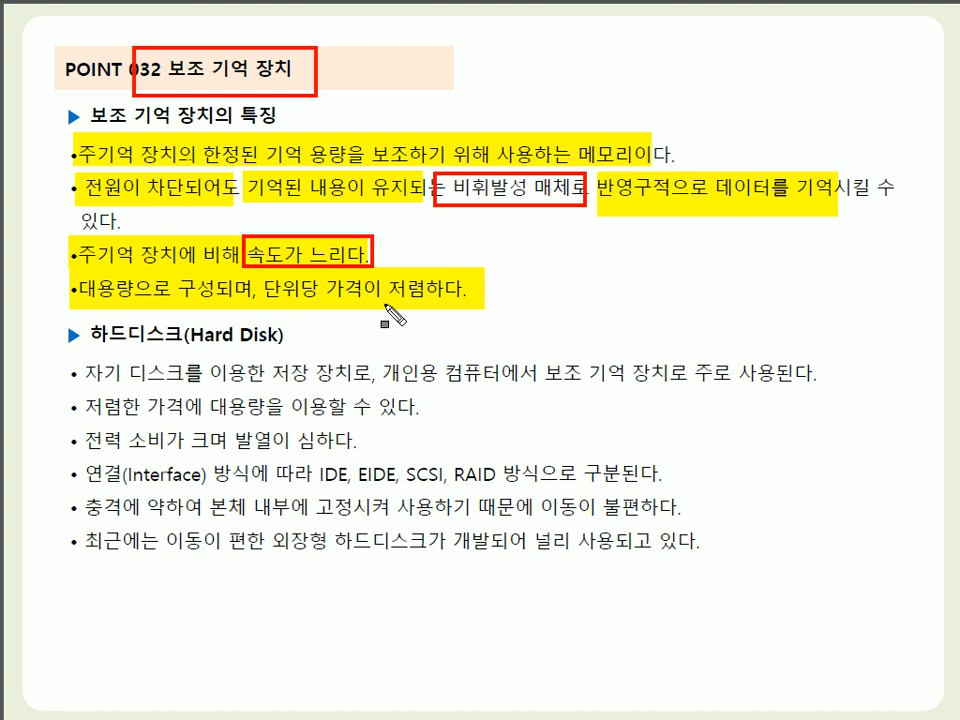 POINT 032 보조 기억 장치
▶ 보조 기억 장치의 특징
•주기억 장치의 한정된 기억 용량을 보조하기 위해 사용하는 메모리이다.
• 전원이 차단되어도 기억된 내용이 유지되는 비휘발성 매체로 반영구적으로 데이터를 기억시킬 수
있다.
•주기억 장치에 비해 속도가 느리다.
•대용량으로 구성되며, 단위당 가격이 저렴하다.
▶ 하드디스크(Hard Disk)
• 자기 디스크를 이용한 저장 장치로, 개인용 컴퓨터에서 보조 기억 장치로 주로 사용된다.
• 저렴한 가격에 대용량을 이용할 수 있다.
• 전력 소비가 크며 발열이 심하다.
• 연결(Interface) 방식에 따라 IDE, EIDE, SCSI, RAID 방식으로 구분된다.
• 충격에 약하여 본체 내부에 고정시켜 사용하기 때문에 이동이 불편하다.
• 최근에는 이동이 편한 외장형 하드디스크가 개발되어 널리 사용되고 있다.